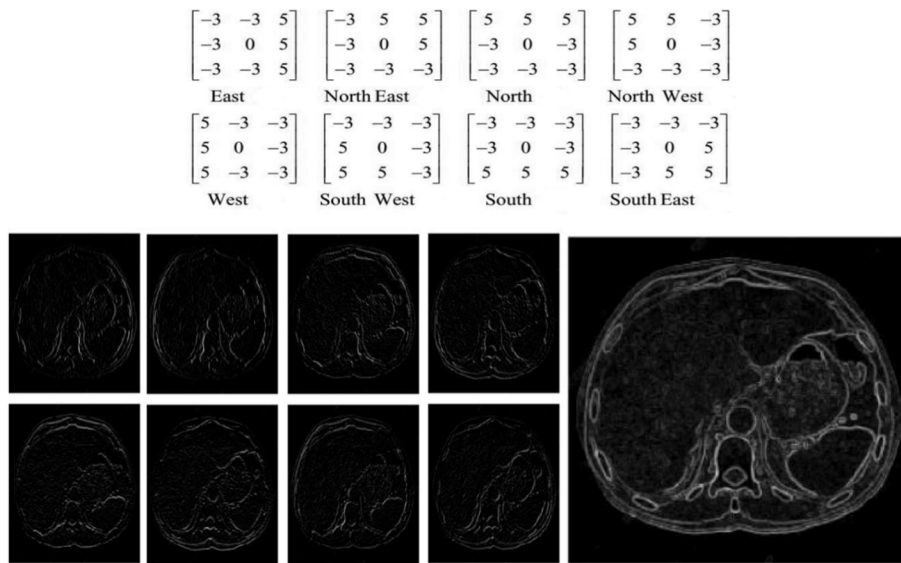 -3 -3 5 -3 5 5 5 5 5 5 5 -3
-3 0 5 -3 0 5 -3 0 -3 5 0 -3
-3 -3 5 -3 -3 -3 -3 -3 -3 -3 -3 -3
East North East North North West
5 -3 -3 -3 -3 -3 -3 -3 -3 -3 -3 -3
5 0 -3 5 0 -3 -3 0 -3 -3 0 5
5 -3 -3 5 5 -3 5 5 5 -3 5 5
West South West South South East